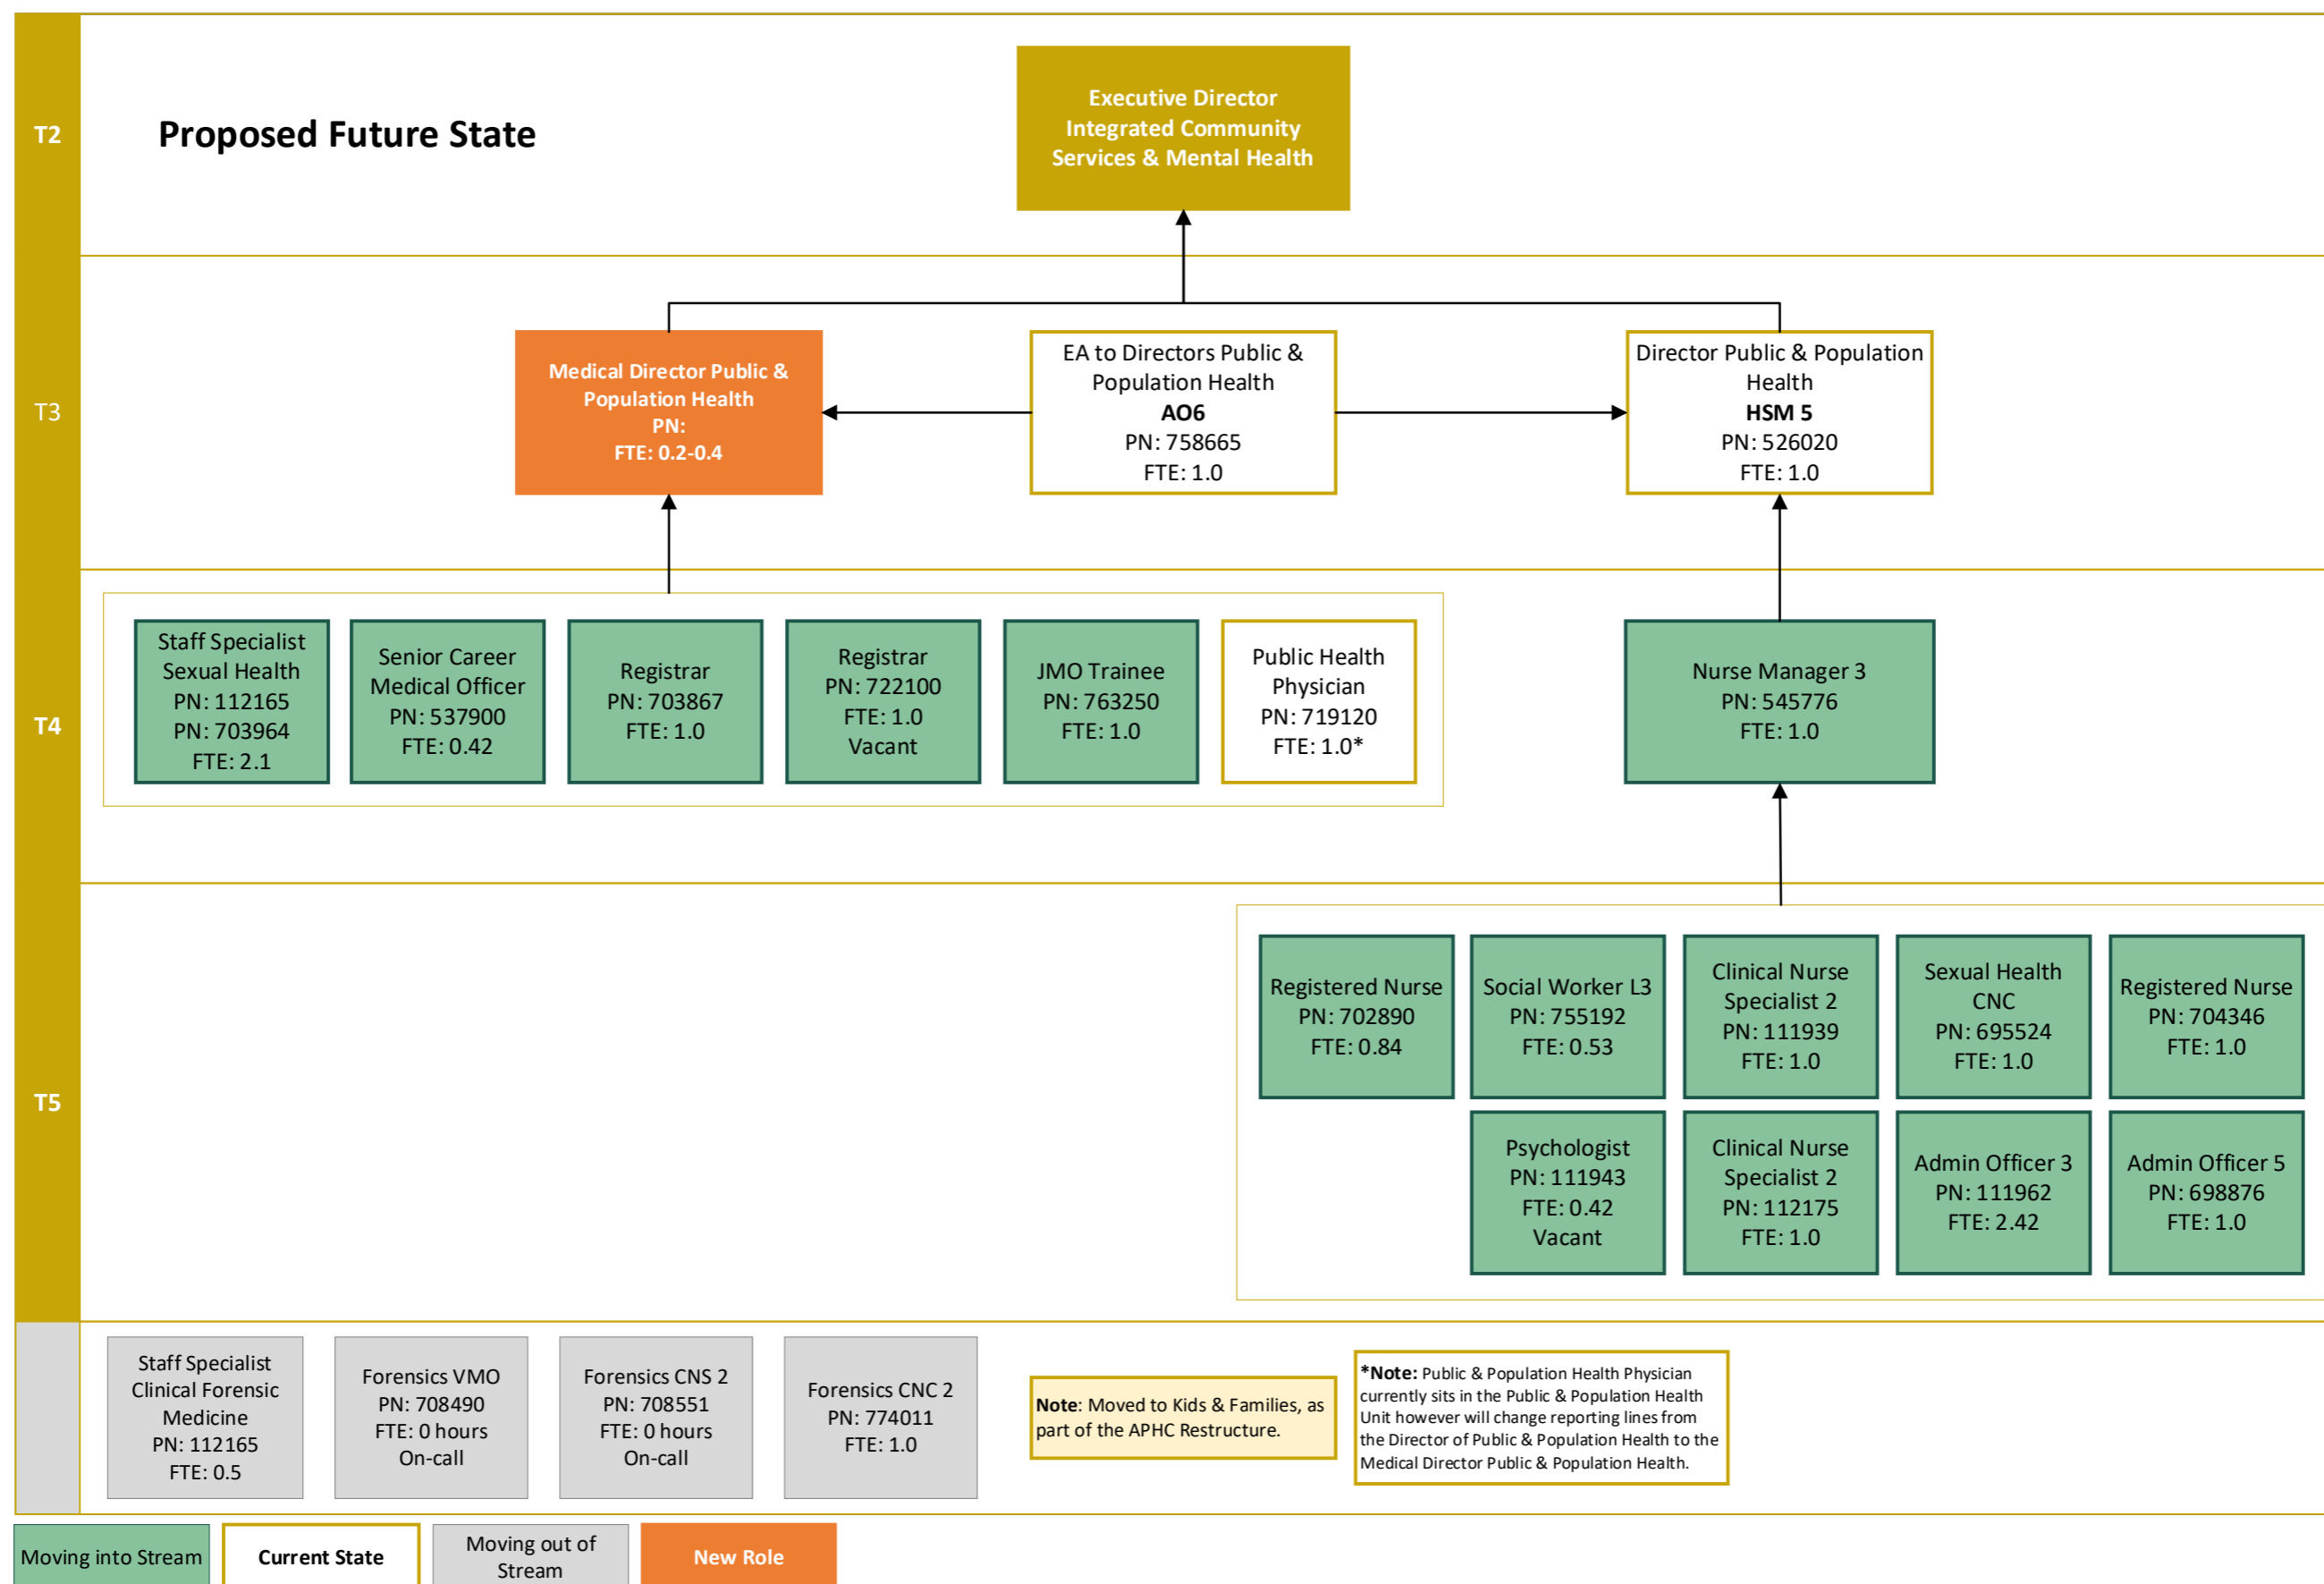 T2
Proposed Future State
Executive Director
Integrated Community
Services & Mental Health
T3
Medical Director Public &
Population Health
PN:
FTE: 0.2-0.4
EA to Directors Public &
Population Health
AO6
PN: 758665
FTE: 1.0
Director Public & Population
Health
HSM 5
PN: 526020
FTE: 1.0
T4
Staff Specialist
Sexual Health
PN: 112165
PN: 703964
FTE: 2.1
Senior Career
Medical Officer
PN: 537900
FTE: 0.42
Registrar
PN: 703867
FTE: 1.0
Registrar
PN: 722100
FTE: 1.0
Vacant
JMO Trainee
PN: 763250
FTE: 1.0
Public Health
Physician
PN: 719120
FTE: 1.0*
Nurse Manager 3
PN: 545776
FTE: 1.0
T5
Registered Nurse
PN: 702890
FTE: 0.84
Social Worker L3
PN: 755192
FTE: 0.53
Clinical Nurse
Specialist 2
PN: 111939
FTE: 1.0
Sexual Health
CNC
PN: 695524
FTE: 1.0
Registered Nurse
PN: 704346
FTE: 1.0
Psychologist
PN: 111943
FTE: 0.42
Vacant
Clinical Nurse
Specialist 2
PN: 112175
FTE: 1.0
Admin Officer 3
PN: 111962
FTE: 2.42
Admin Officer 5
PN: 698876
FTE: 1.0
Staff Specialist
Clinical Forensic
Medicine
PN: 112165
FTE: 0.5
Forensics VMO
PN: 708490
FTE: 0 hours
On-call
Forensics CNS 2
PN: 708551
FTE: 0 hours
On-call
Forensics CNC 2
PN: 774011
FTE: 1.0
Note: Moved to Kids & Families, as
part of the APHC Restructure.
*Note: Public & Population Health Physician
currently sits in the Public & Population Health
Unit however will change reporting lines from
the Director of Public & Population Health to the
Medical Director Public & Population Health.
Moving into Stream
Current State
Moving out of
Stream
New Role